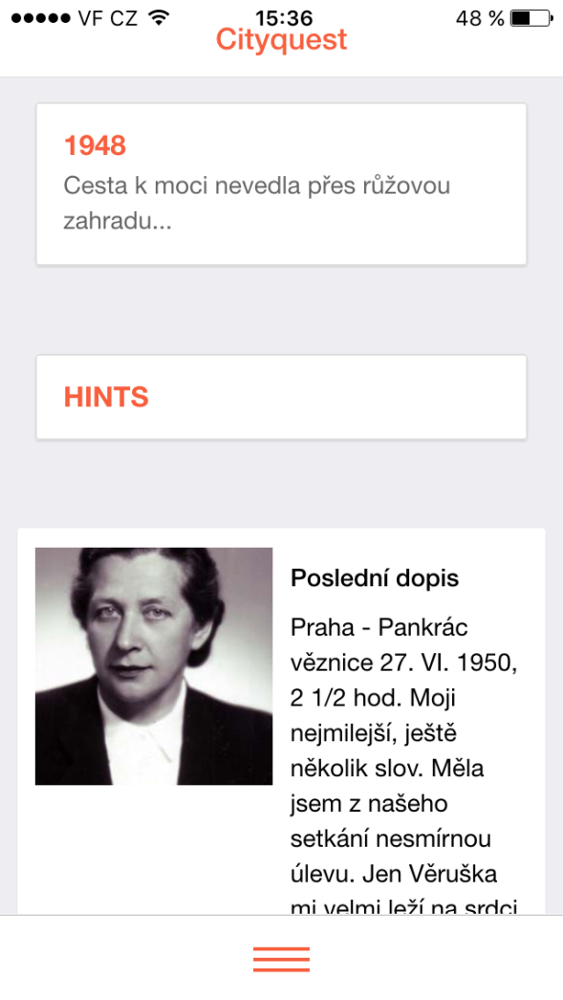 VF CZ 15:36 48 %
Cityquest
1948
Cesta k moci nevedla přes růžovou
zahradu...
HINTS
Poslední dopis
Praha - Pankrác
věznice 27. VI. 1950,
2 1/2 hod. Moji
nejmilejší, ještě
několik slov. Měla
jsem z našeho
setkání nesmírnou
úlevu. Jen Věruška
mi velmi leží na srdci